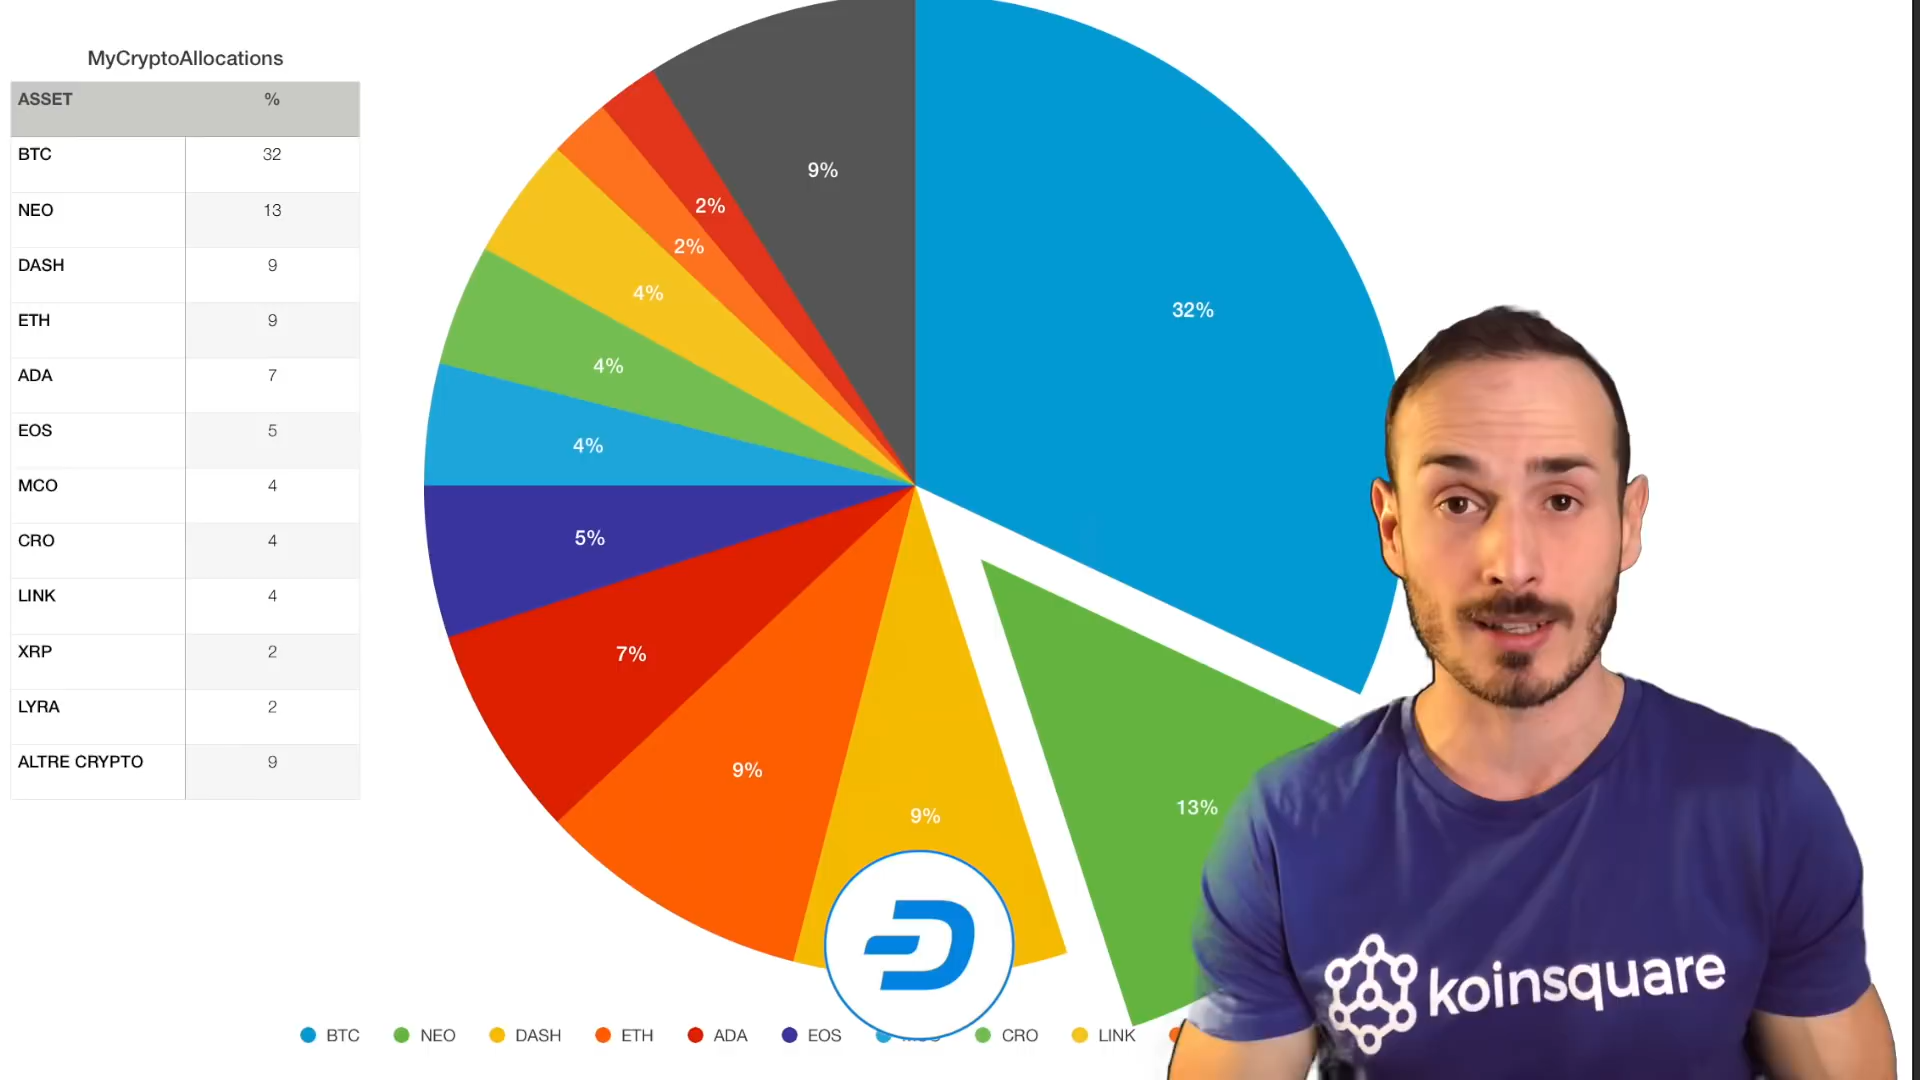 MyCryptoAllocations
ASSET %
BTC 32
NEO 13
DASH 9
ETH 9
ADA 7
EOS 5
MCO 4
CRO 4
LINK 4
XRP 2
LYRA 2
ALTRE CRYPTO 9
9%
2%
2%
4%
4%
4%
5%
7%
9%
9%
13%
32%
koinsquare
BTC NEO DASH ETH ADA EOS CRO LINK